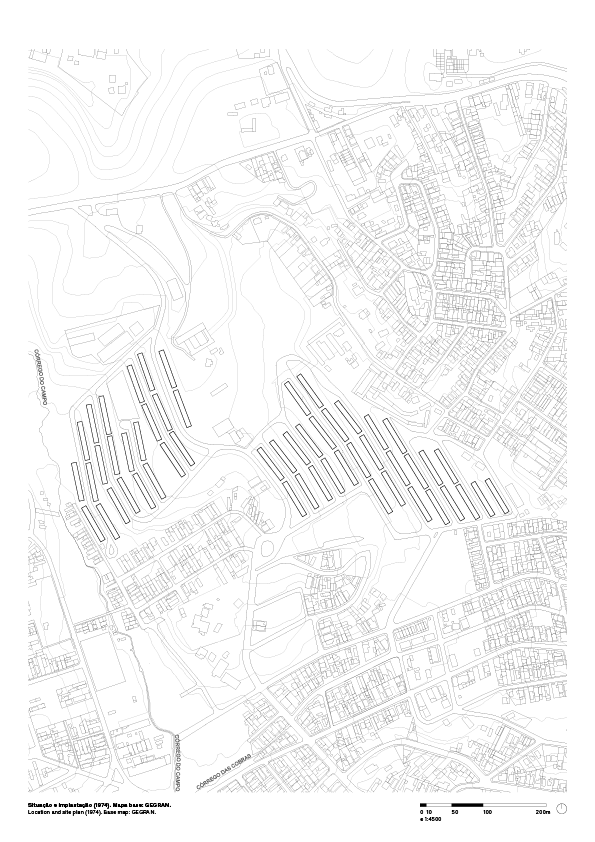 CÓRREGO DO CAMPO
CÓRREGO DO CAMPO
CÓRREGO DAS COBRAS
Situação e implantação (1974). Mapa base: GEGRAN.
Location and site plan (1974). Base map: GEGRAN.
0 10 50 100 200m
e 1:4500